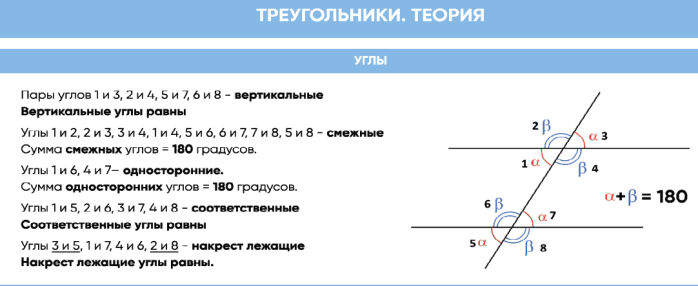 ТРЕУГОЛЬНИКИ. ТЕОРИЯ
УГЛЫ
Пары углов 1 и 3, 2 и 4, 5 и 7, 6 и 8 - вертикальные
Вертикальные углы равны
Углы 1 и 2, 2 и 3, 3 и 4, 1 и 4, 5 и 6, 6 и 7, 7 и 8, 5 и 8 - смежные
Сумма смежных углов = 180 градусов.
Углы 1 и 6, 4 и 7– односторонние.
Сумма односторонних углов = 180 градусов.
Углы 1 и 5, 2 и 6, 3 и 7, 4 и 8 - соответственные
Соответственные углы равны
Углы 3 и 5, 1 и 7, 4 и 6, 2 и 8 - накрест лежащие
Накрест лежащие углы равны.
2 β
α 3
1 α
β 4
α+β = 180
6 β
α 7
5 α
β 8